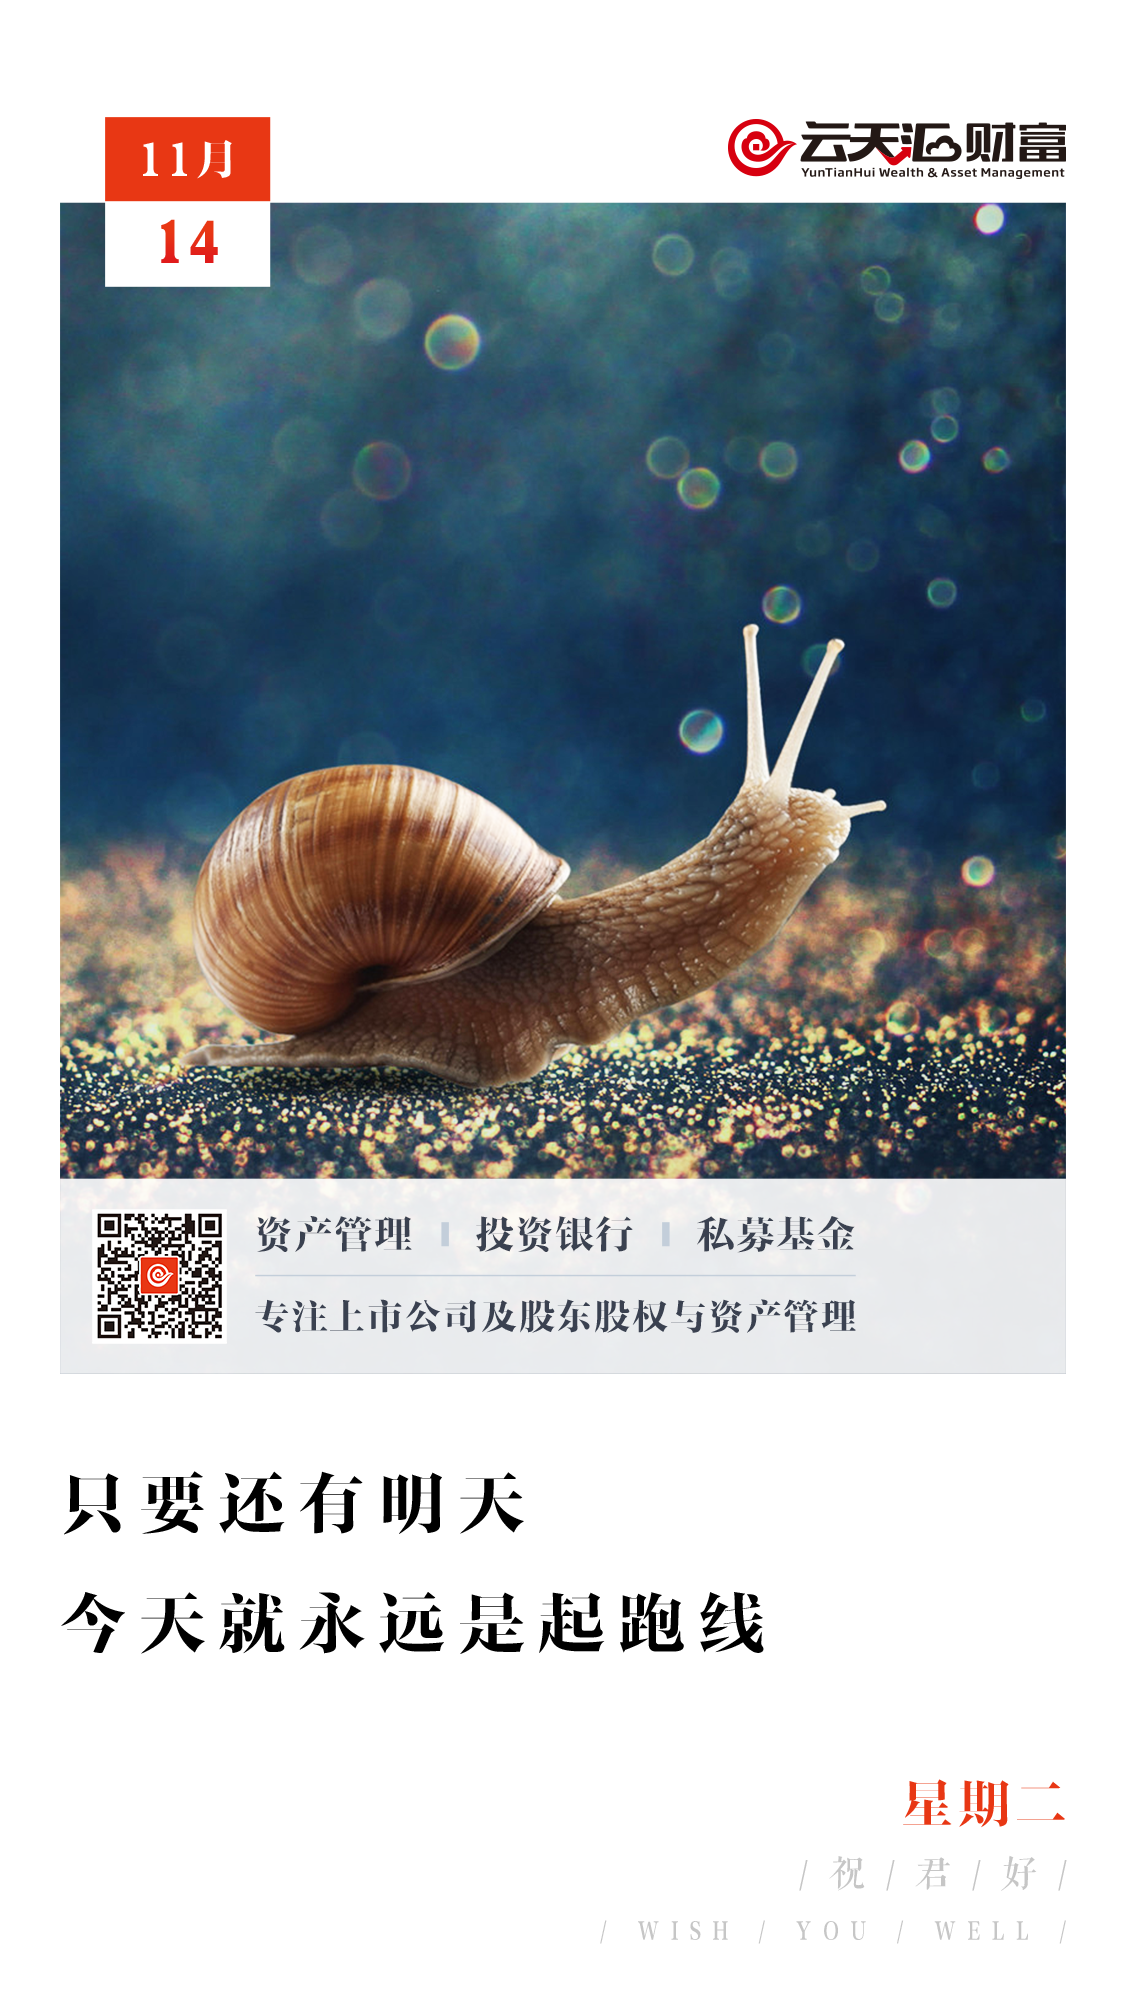 11月
14
云天汇财富
YunTianHui Wealth & Asset Management
资产管理 投资银行 私募基金
专注上市公司及股东股权与资产管理
只要还有明天
今天就永远是起跑线
星期二
/ 祝 / 君 / 好 /
/ WISH / YOU / WELL /